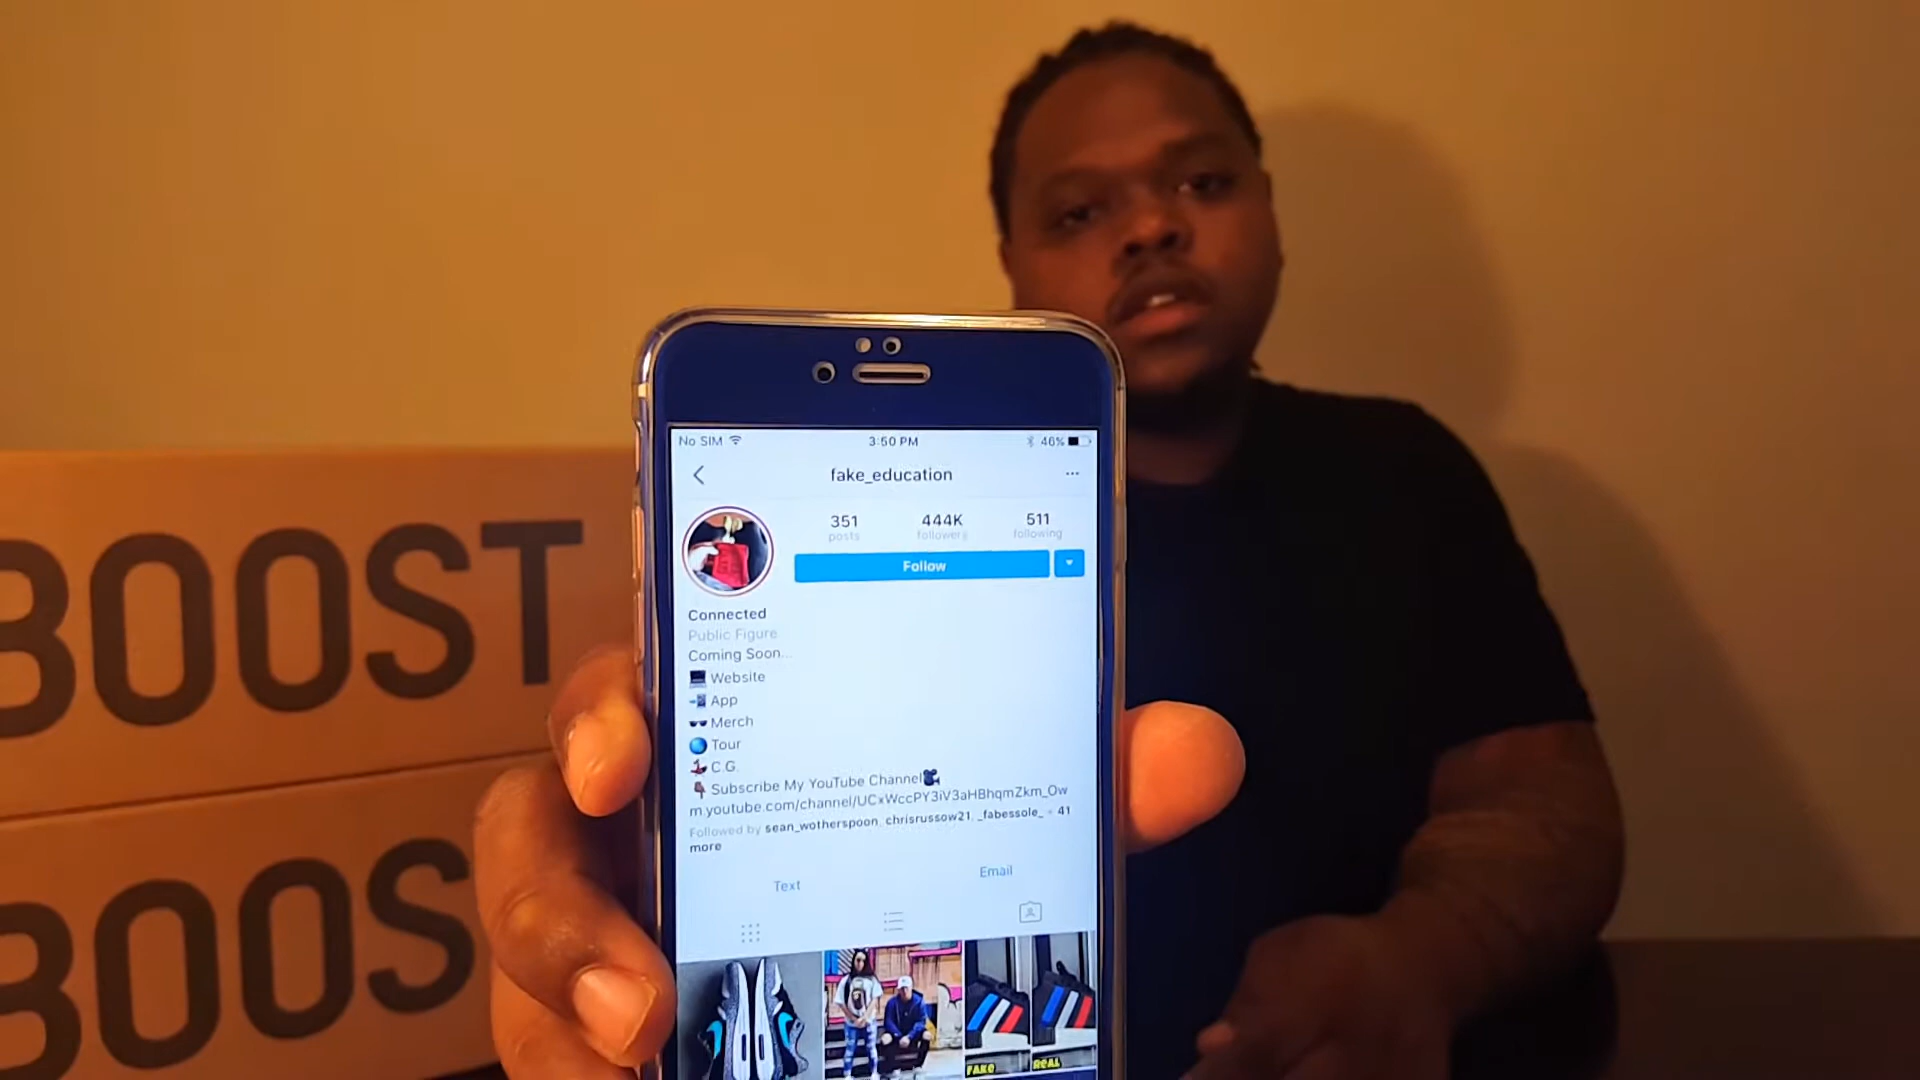 BOOST
BOOS
No SIM 3:50 PM 46%
fake_education
351 444K 511
posts followers following
Follow
Connected
Public Figure
Coming Soon...
Website
App
Merch
Tour
C.G.
Subscribe My YouTube Channel
m.youtube.com/channel/UCxWccPY3iV3aHBhqmZkm_Ow
Followed by sean_wotherspoon, chrisrussow21, _fabessole_ + 41
more
Text Email
FAKE REAL